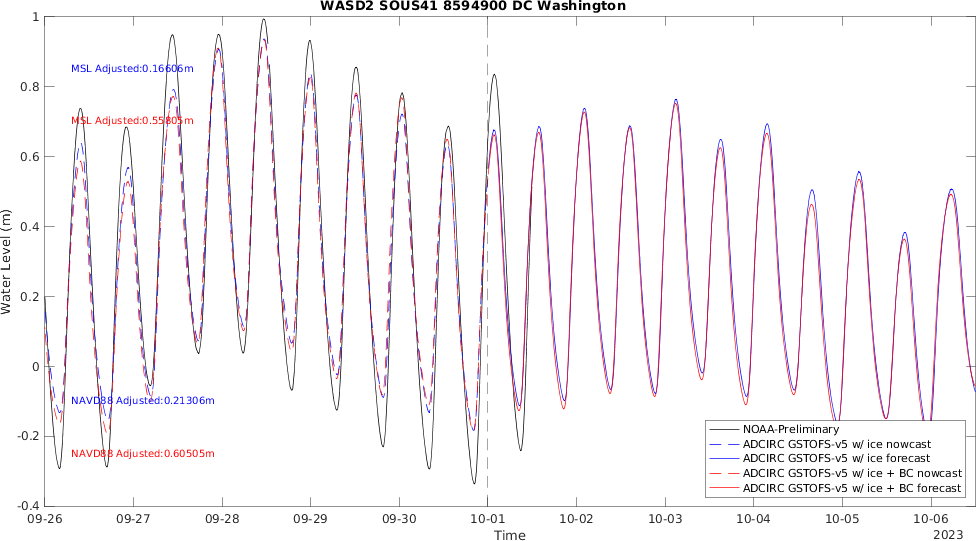 WASD2 SOUS41 8594900 DC Washington
1
0.8
0.6
0.4
0.2
0
-0.2
-0.4
Water Level (m)
MSL Adjusted:0.16606m
MSL Adjusted:0.55805m
NAVD88 Adjusted:0.21306m
NAVD88 Adjusted:0.60505m
NOAA-Preliminary
ADCIRC GSTOFS-v5 w/ ice nowcast
ADCIRC GSTOFS-v5 w/ ice forecast
ADCIRC GSTOFS-v5 w/ ice + BC nowcast
ADCIRC GSTOFS-v5 w/ ice + BC forecast
09-26 09-27 09-28 09-29 09-30 10-01 10-02 10-03 10-04 10-05 10-06
Time
2023